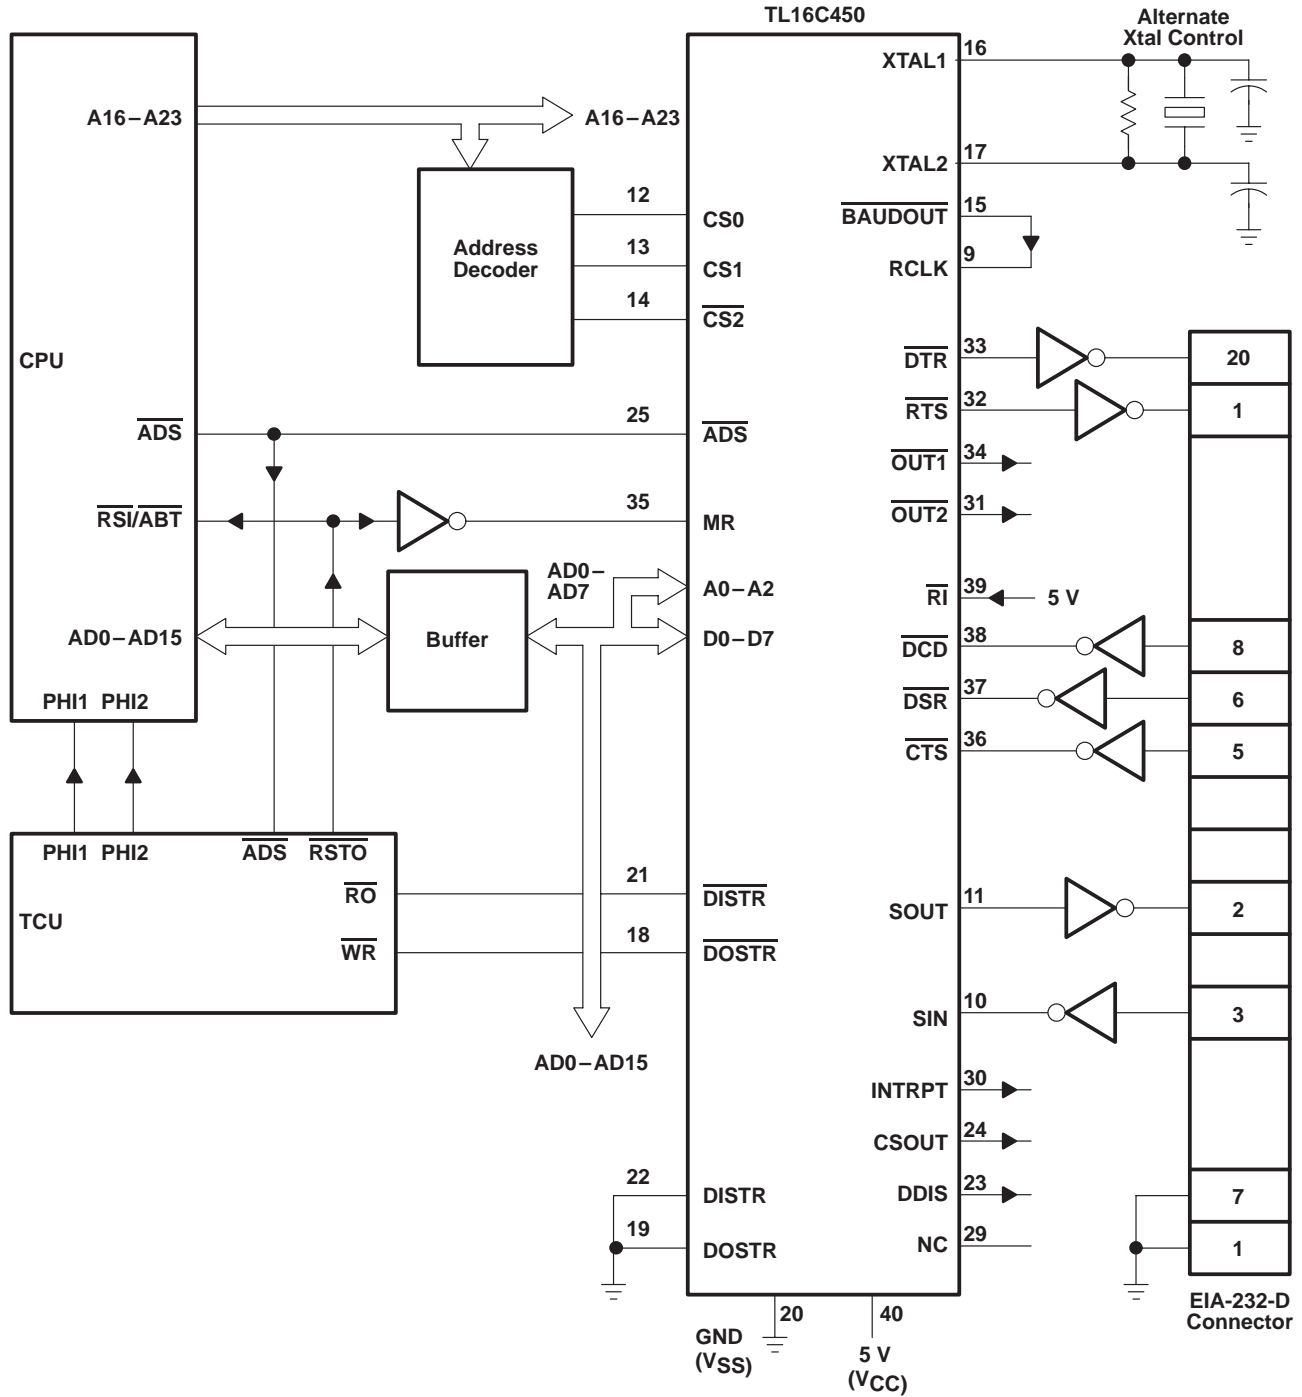 TL16C450
Alternate
Xtal Control
CPU
A16–A23
A16–A23
Address
Decoder
12
CS0
13
CS1
14
CS2
ADS
25
ADS
RSI/ABT
35
MR
AD0–
AD7
A0–A2
AD0–AD15
Buffer
D0–D7
PHI1 PHI2
PHI1 PHI2
ADS RSTO
RO
TCU
WR
21
DISTR
18
DOSTR
AD0–AD15
22
DISTR
19
DOSTR
20
GND
(VSS)
40
5 V
(VCC)
XTAL1
16
XTAL2
17
BAUDOUT
15
RCLK
9
DTR
33
20
RTS
32
1
OUT1
34
OUT2
31
RI
39
5 V
DCD
38
8
DSR
37
6
CTS
36
5
SOUT
11
2
SIN
10
3
INTRPT
30
CSOUT
24
DDIS
23
7
NC
29
1
EIA-232-D
Connector